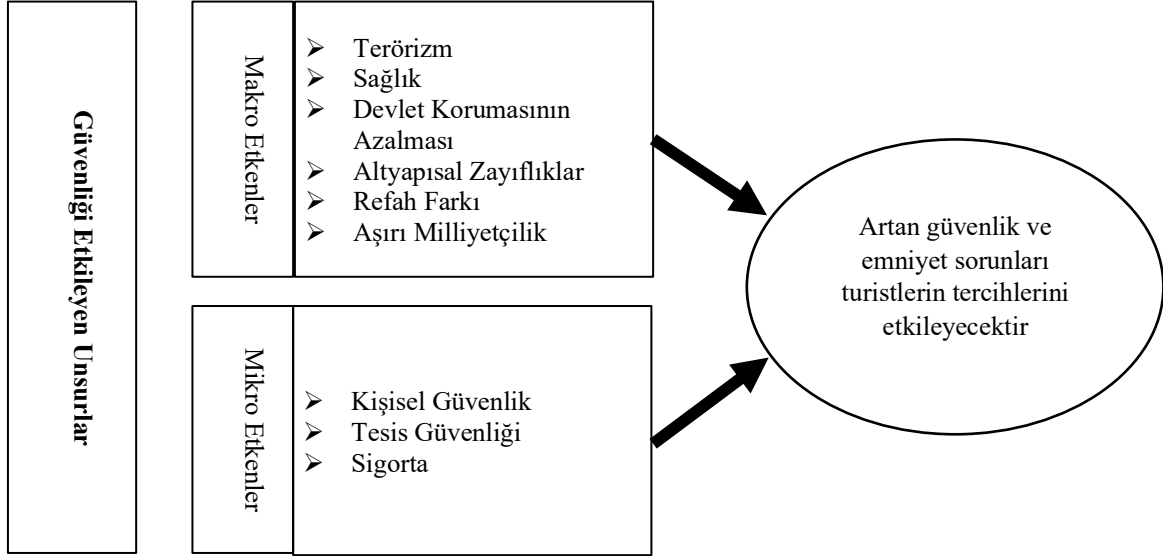 Güvenliği Etkileyen Unsurlar
Makro Etkenler
➢ Terörizm
➢ Sağlık
➢ Devlet Korumasının
Azalması
➢ Altyapısal Zayıflıklar
➢ Refah Farkı
➢ Aşırı Milliyetçilik
Mikro Etkenler
➢ Kişisel Güvenlik
➢ Tesis Güvenliği
➢ Sigorta
Artan güvenlik ve
emniyet sorunları
turistlerin tercihlerini
etkileyecektir